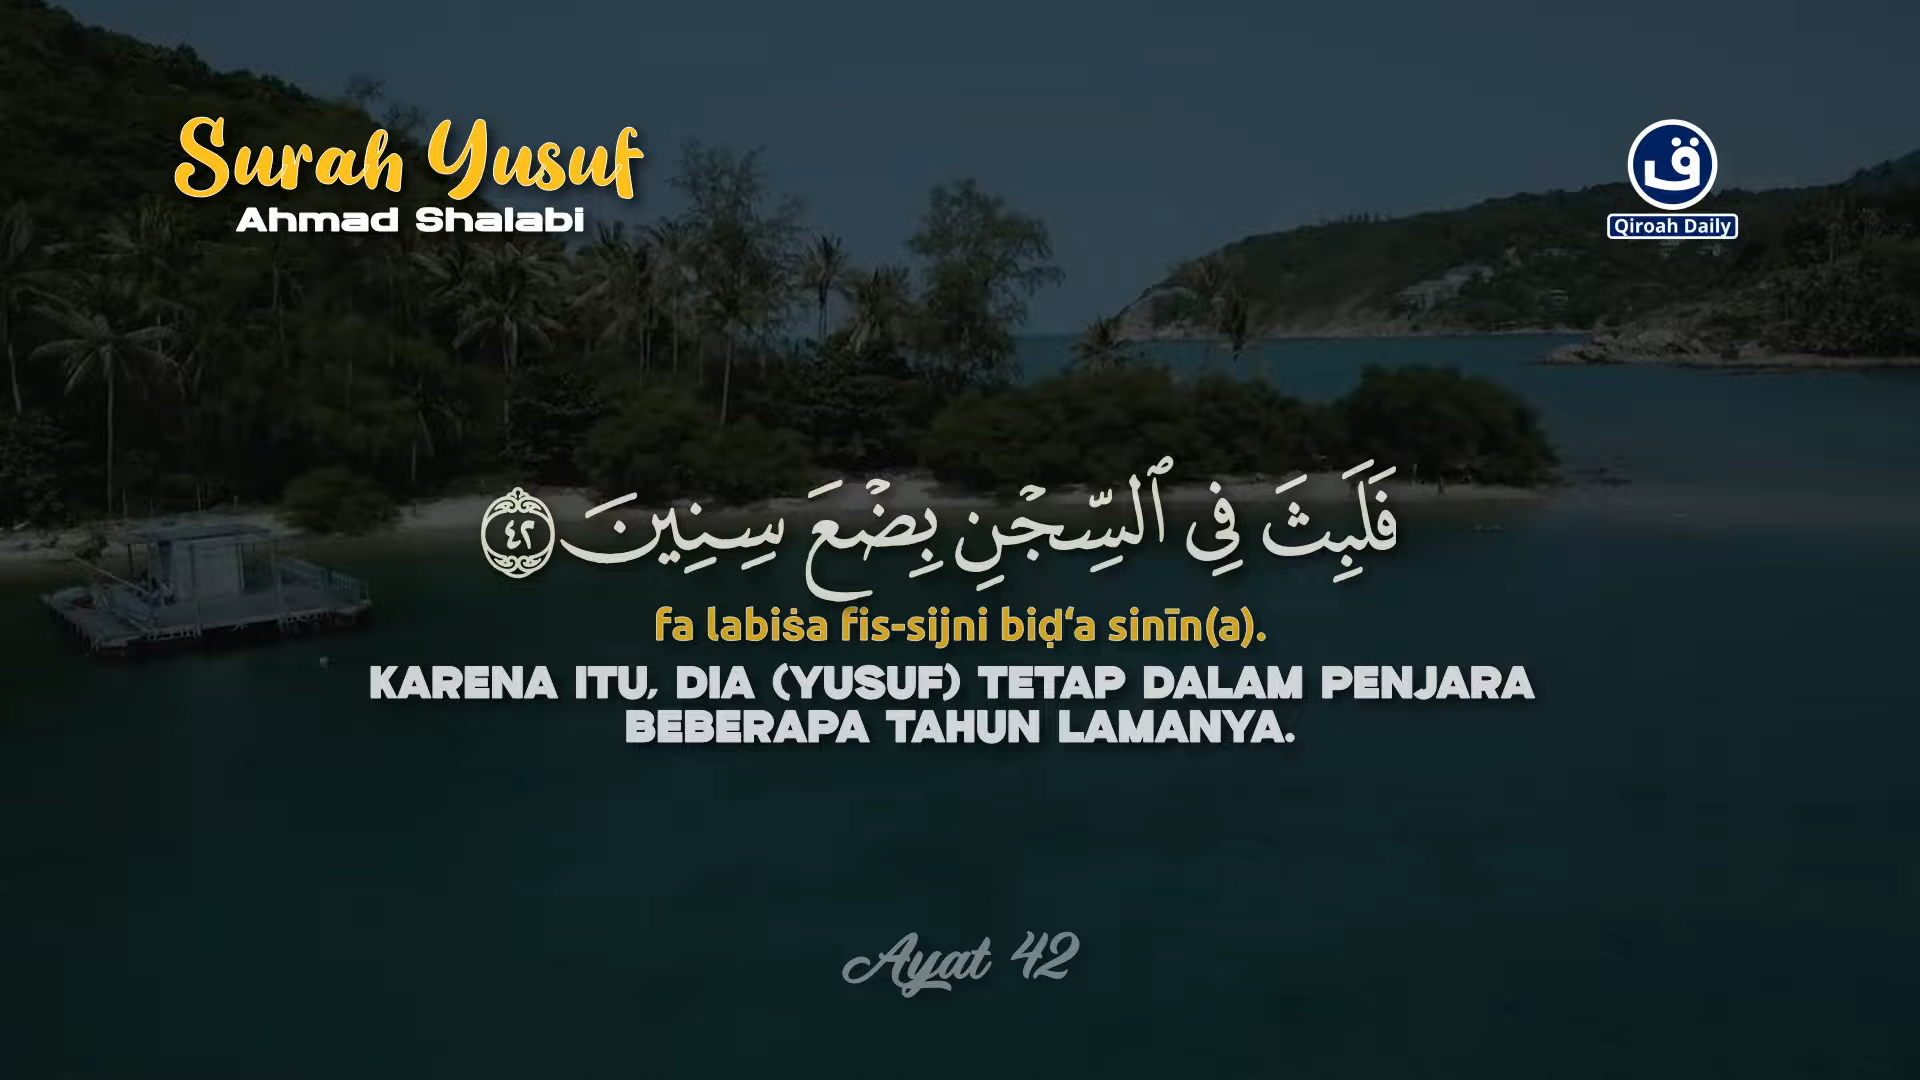 Surah Yusuf
Ahmad Shalabi
ق
Qiroah Daily
فَلَبِثَ فِي ٱلسِّجْنِ بِضْعَ سِنِينَ ٤٢
fa labiṡa fis-sijni biḍ‘a sinīn(a).
KARENA ITU, DIA (YUSUF) TETAP DALAM PENJARA
BEBERAPA TAHUN LAMANYA.
Ayat 42